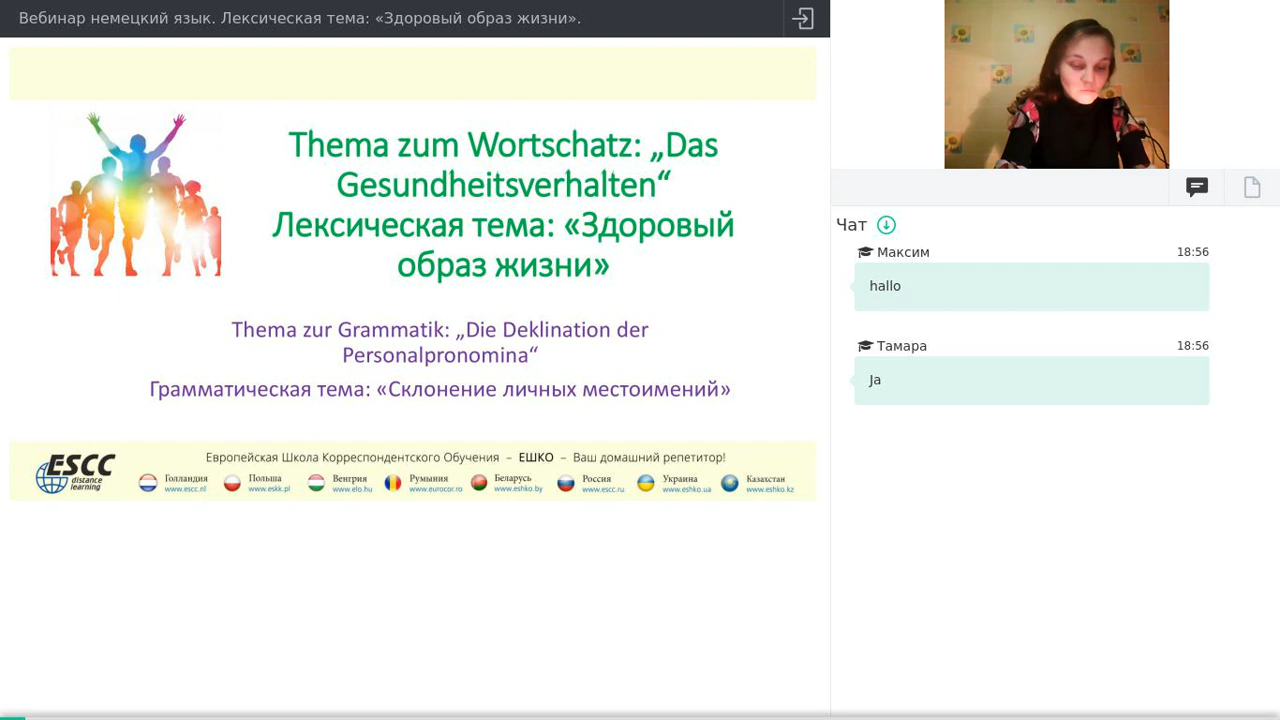 Вебинар немецкий язык. Лексическая тема: «Здоровый образ жизни».
Thema zum Wortschatz: „Das
Gesundheitsverhalten“
Лексическая тема: «Здоровый
образ жизни»
Thema zur Grammatik: „Die Deklination der
Personalpronomina“
Грамматическая тема: «Склонение личных местоимений»
ESCC
distance
learning
Европейская Школа Корреспондентского Обучения – ЕШКО – Ваш домашний репетитор!
Голландия
www.escc.nl
Польша
www.eskk.pl
Венгрия
www.elo.hu
Румыния
www.eurocor.ro
Беларусь
www.eshko.by
Россия
www.escc.ru
Украина
www.eshko.ua
Казахстан
www.eshko.kz
Чат
Максим 18:56
hallo
Тамара 18:56
Ja